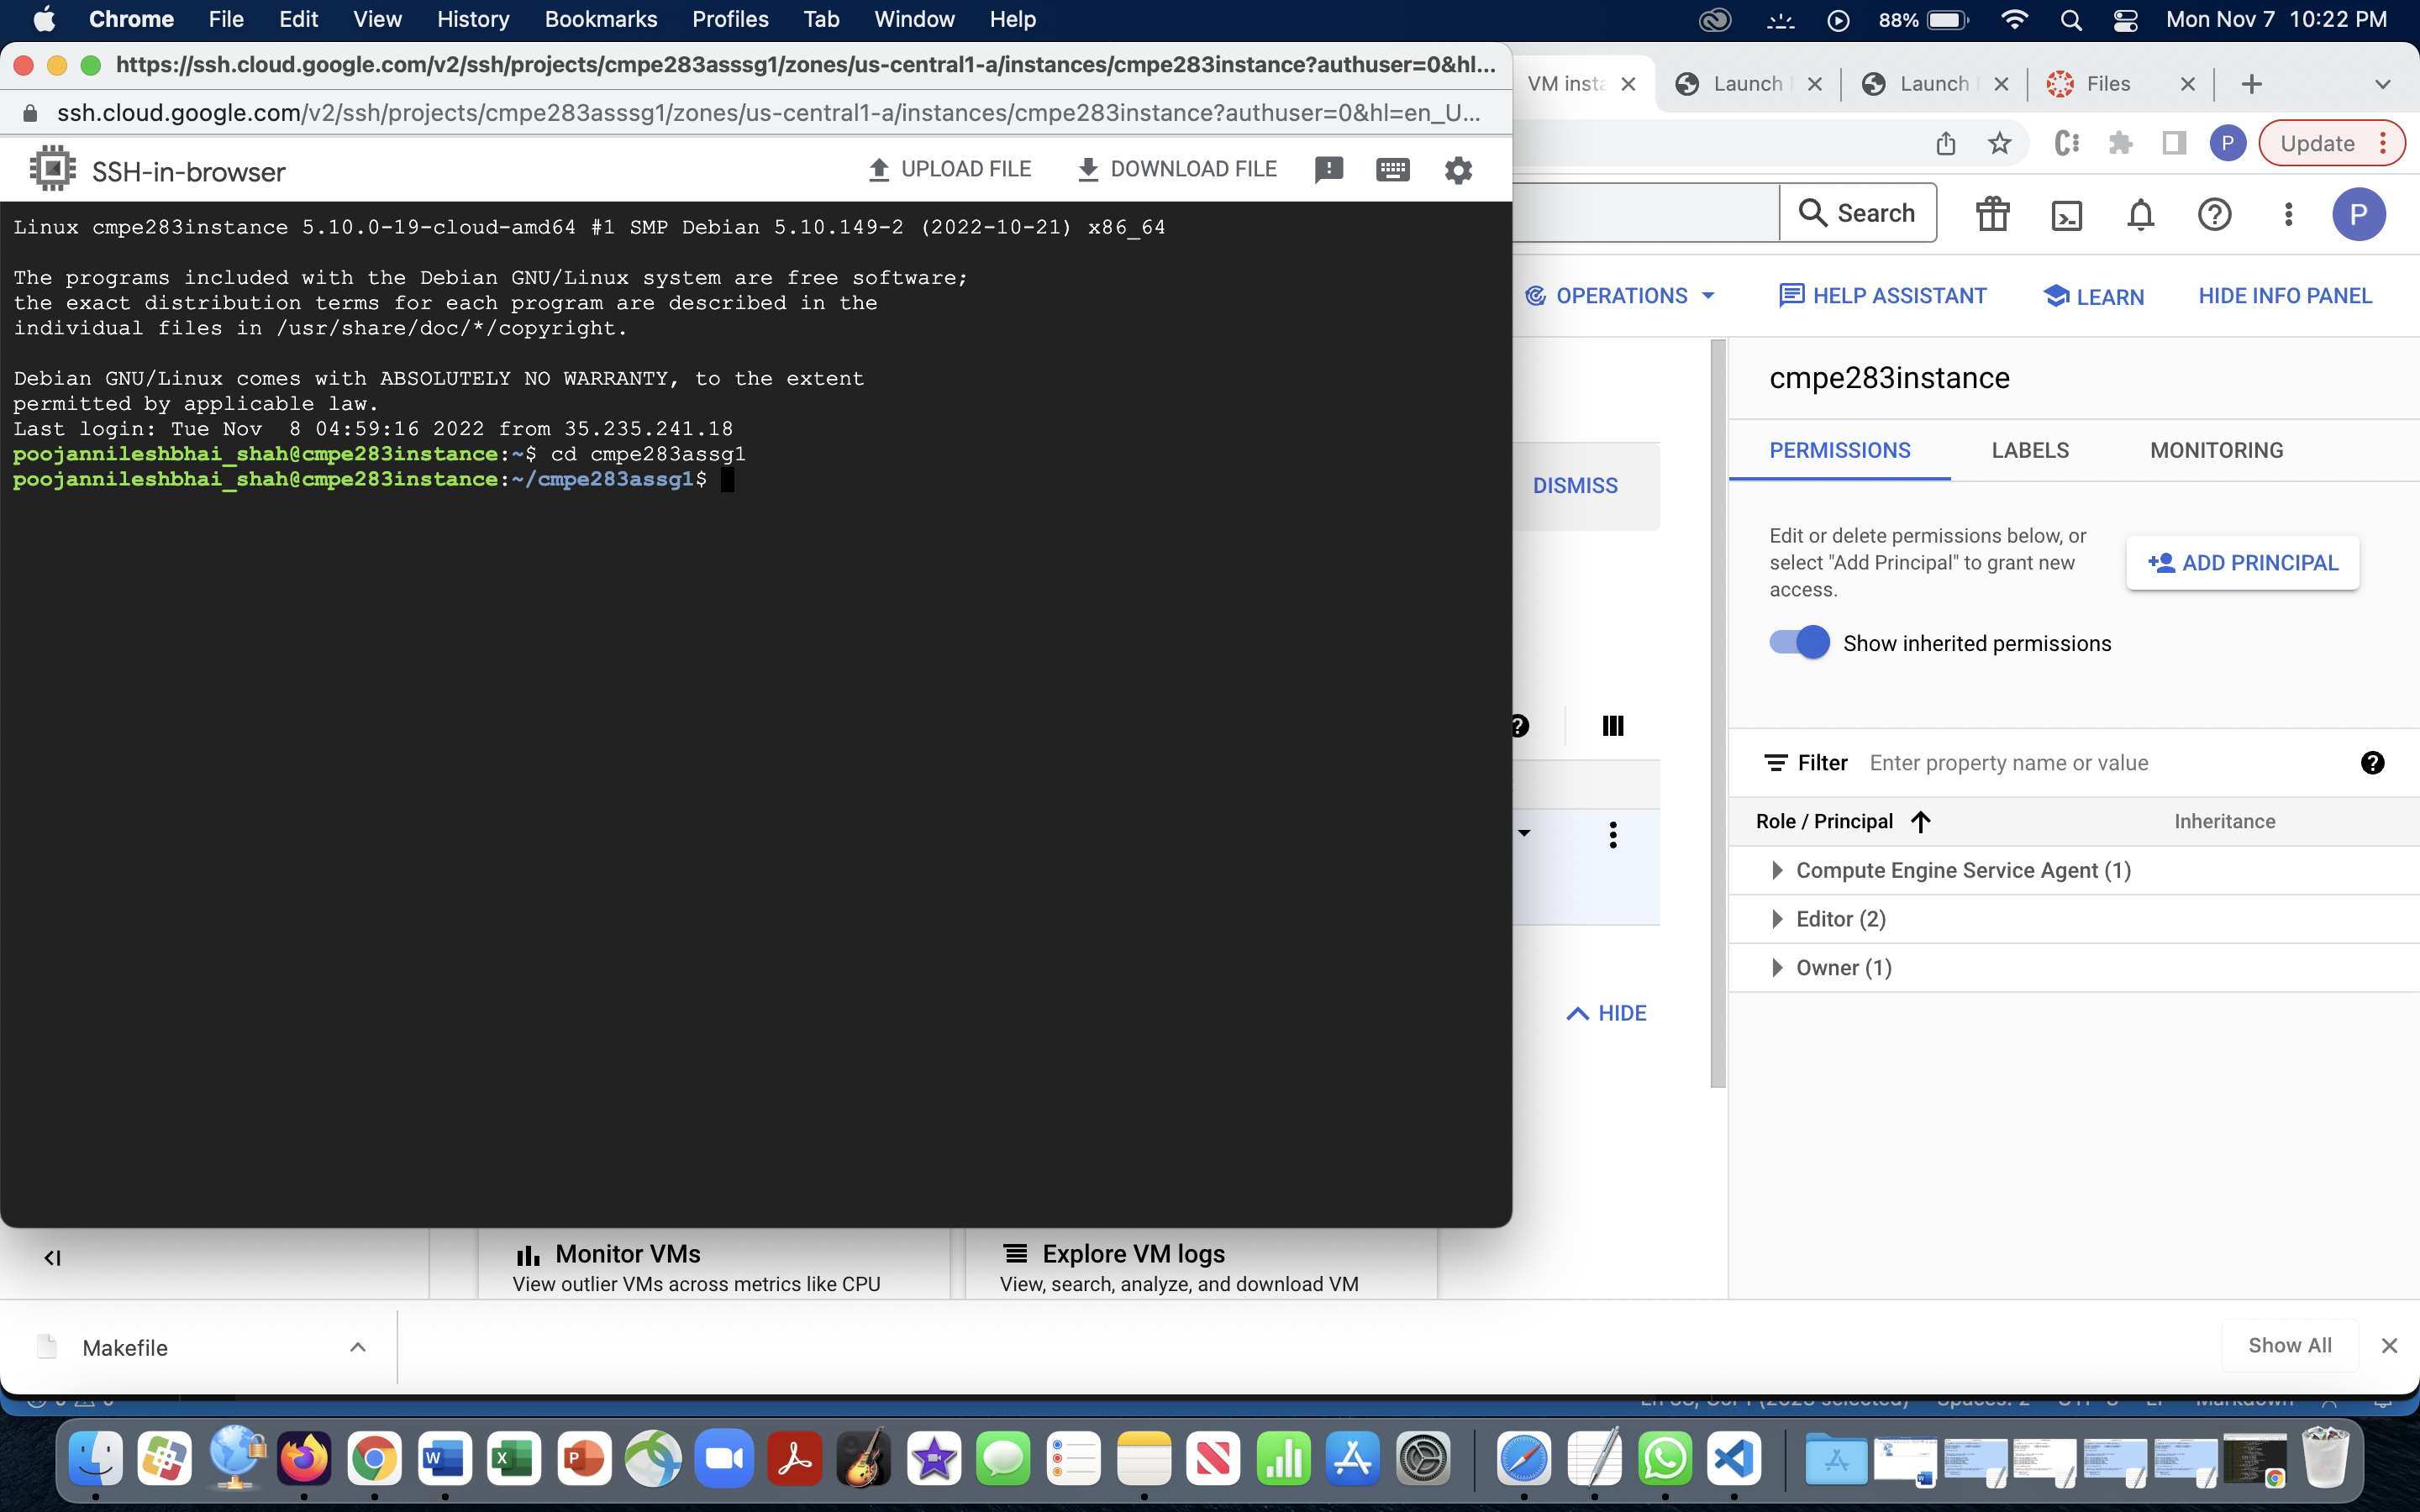 Chrome File Edit View History Bookmarks Profiles Tab Window Help 88% Mon Nov 7 10:22 PM
https://ssh.cloud.google.com/v2/ssh/projects/cmpe283asssg1/zones/us-central1-a/instances/cmpe283instance?authuser=0&hl...
VM insta Launch Launch Files
ssh.cloud.google.com/v2/ssh/projects/cmpe283asssg1/zones/us-central1-a/instances/cmpe283instance?authuser=0&hl=en_U...
P Update
SSH-in-browser UPLOAD FILE DOWNLOAD FILE
Search P
Linux cmpe283instance 5.10.0-19-cloud-amd64 #1 SMP Debian 5.10.149-2 (2022-10-21) x86_64
The programs included with the Debian GNU/Linux system are free software;
the exact distribution terms for each program are described in the
individual files in /usr/share/doc/*/copyright.
Debian GNU/Linux comes with ABSOLUTELY NO WARRANTY, to the extent
permitted by applicable law.
Last login: Tue Nov  8 04:59:16 2022 from 35.235.241.18
poojannileshbhai_shah@cmpe283instance:~$ cd cmpe283assg1
poojannileshbhai_shah@cmpe283instance:~/cmpe283assg1$
OPERATIONS HELP ASSISTANT LEARN HIDE INFO PANEL
DISMISS
HIDE
cmpe283instance
PERMISSIONS LABELS MONITORING
Edit or delete permissions below, or
select "Add Principal" to grant new
access.
ADD PRINCIPAL
Show inherited permissions
Filter Enter property name or value
Role / Principal Inheritance
Compute Engine Service Agent (1)
Editor (2)
Owner (1)
Monitor VMs
View outlier VMs across metrics like CPU
Explore VM logs
View, search, analyze, and download VM
Makefile
Show All